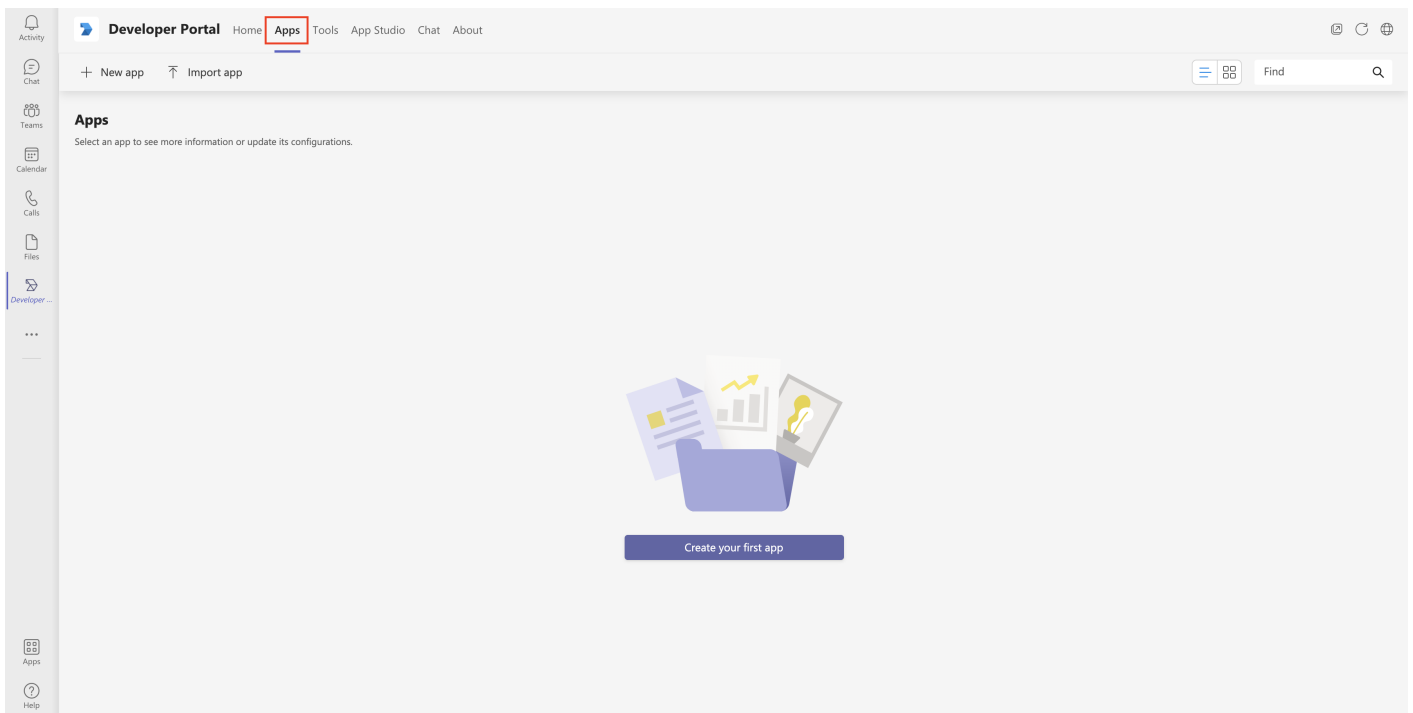 Activity
Chat
Teams
Calendar
Calls
Files
Developer ...
Apps
Help
Developer Portal Home Apps Tools App Studio Chat About
New app Import app
Find
Apps
Select an app to see more information or update its configurations.
Create your first app